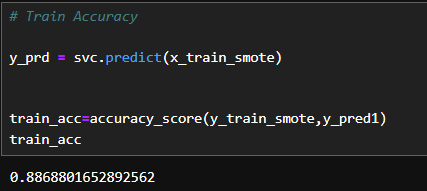 # Train Accuracy
y_prd = svc.predict(x_train_smote)
train_acc=accuracy_score(y_train_smote,y_pred1)
train_acc
0.8868801652892562